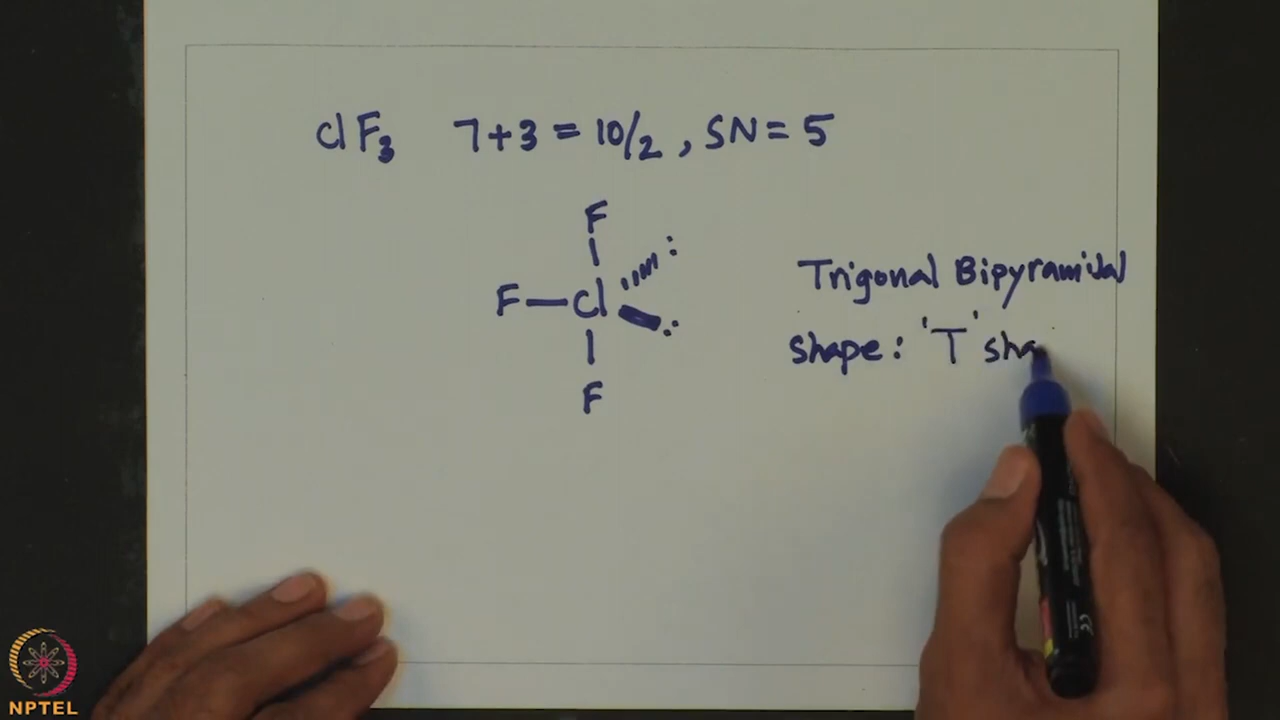 ClF3 7+3 = 10/2, SN = 5
F
F—Cl
F
Trigonal Bipyramidal
shape: 'T' sha
NPTEL